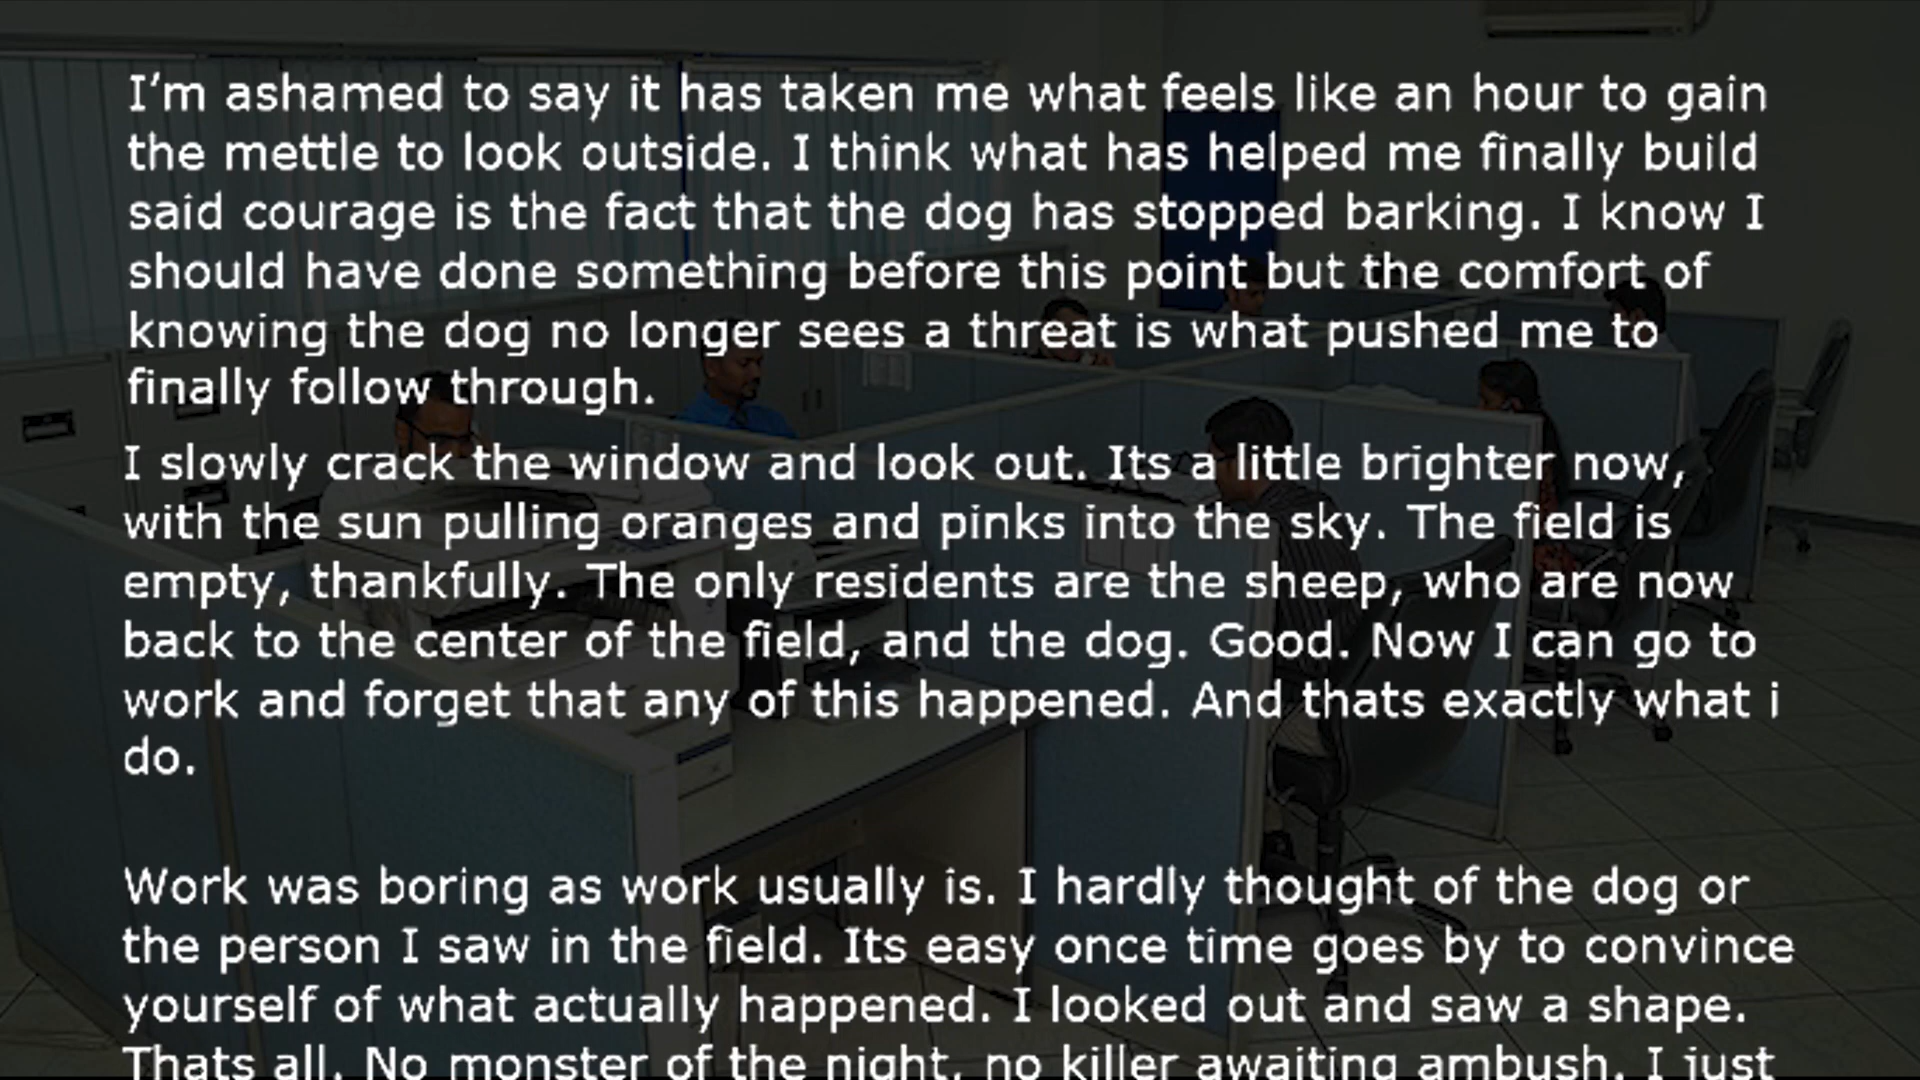 I’m ashamed to say it has taken me what feels like an hour to gain
the mettle to look outside. I think what has helped me finally build
said courage is the fact that the dog has stopped barking. I know I
should have done something before this point but the comfort of
knowing the dog no longer sees a threat is what pushed me to
finally follow through.
I slowly crack the window and look out. Its a little brighter now,
with the sun pulling oranges and pinks into the sky. The field is
empty, thankfully. The only residents are the sheep, who are now
back to the center of the field, and the dog. Good. Now I can go to
work and forget that any of this happened. And thats exactly what i
do.
Work was boring as work usually is. I hardly thought of the dog or
the person I saw in the field. Its easy once time goes by to convince
yourself of what actually happened. I looked out and saw a shape.
Thats all. No monster of the night, no killer awaiting ambush. I just